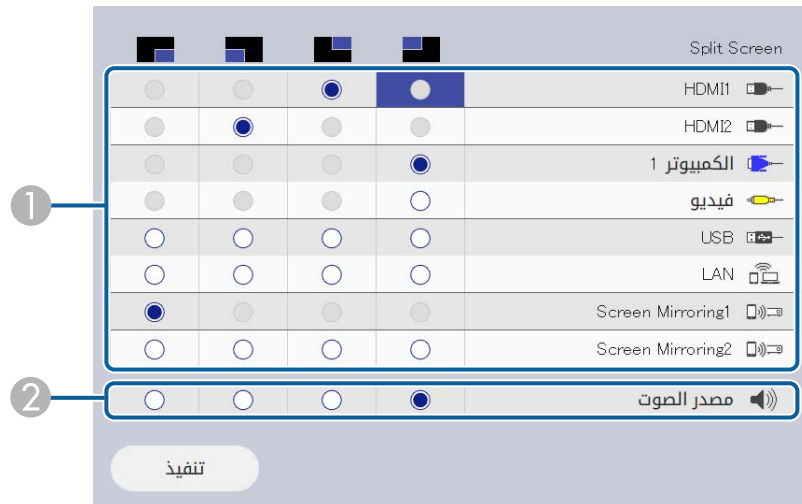 Split Screen
HDMI1
HDMI2
الكمبيوتر 1
فيديو
USB
LAN
Screen Mirroring1
Screen Mirroring2
مصدر الصوت
تنفيذ
1
2